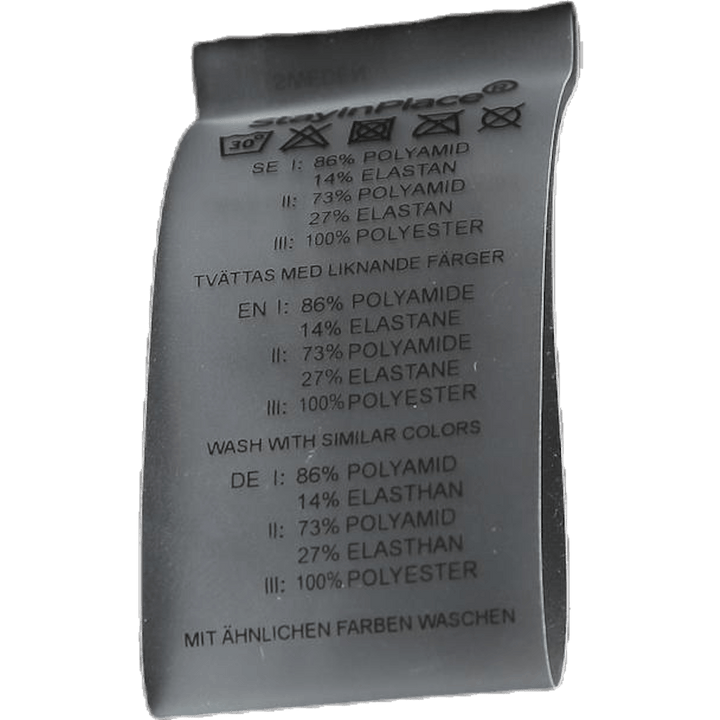 SWEDEN
StayInPlace®
30°
SE I: 86% POLYAMID
14% ELASTAN
II: 73% POLYAMID
27% ELASTAN
III: 100% POLYESTER
TVÄTTAS MED LIKNANDE FÄRGER
EN I: 86% POLYAMIDE
14% ELASTANE
II: 73% POLYAMIDE
27% ELASTANE
III: 100% POLYESTER
WASH WITH SIMILAR COLORS
DE I: 86% POLYAMID
14% ELASTHAN
II: 73% POLYAMID
27% ELASTHAN
III: 100% POLYESTER
MIT ÄHNLICHEN FARBEN WASCHEN